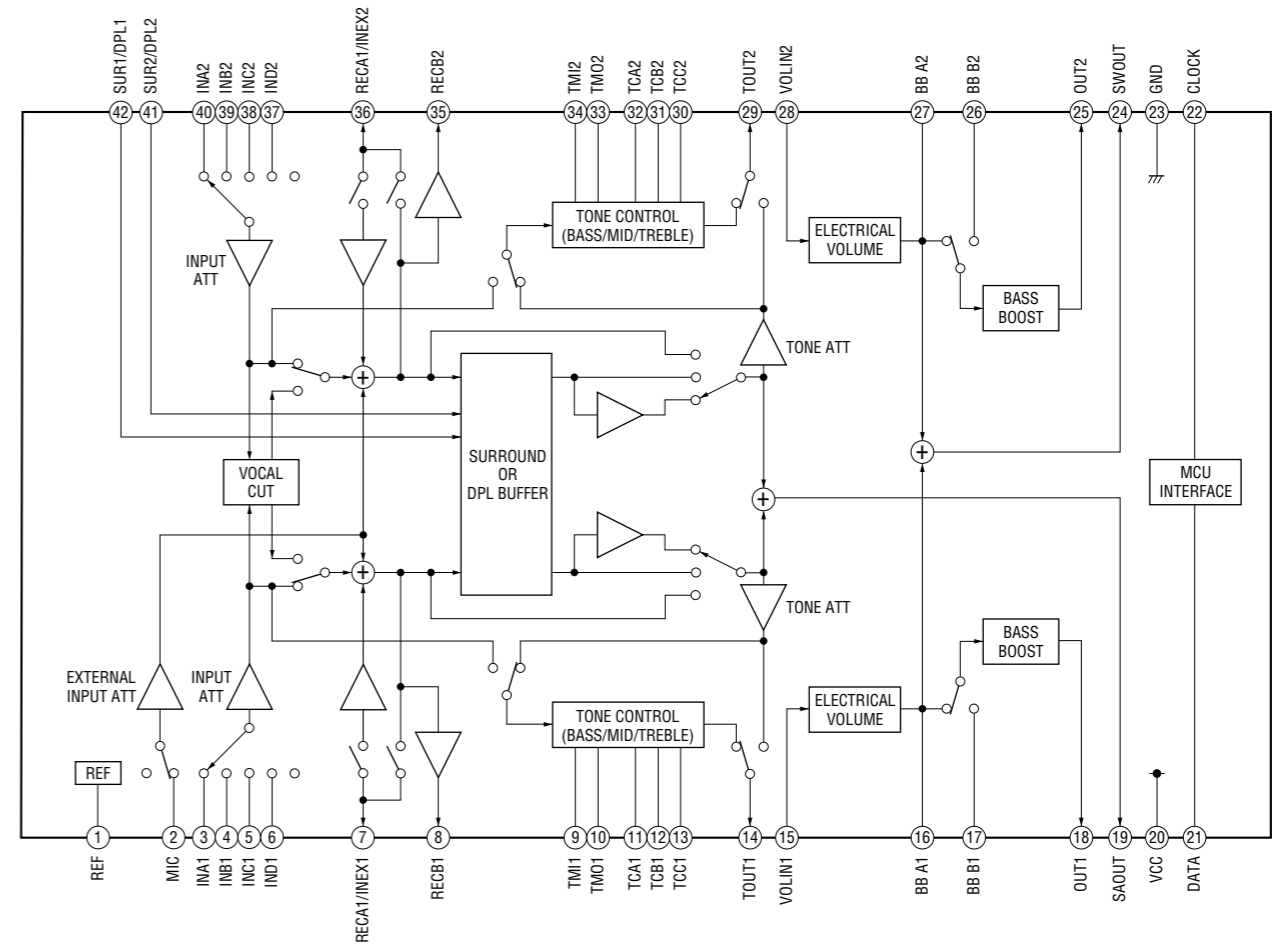 SUR1/DPL1
SUR2/DPL2
INA2
INB2
INC2
IND2
RECA1/INEX2
RECB2
TMI2
TMO2
TCA2
TCB2
TCC2
TOUT2
VOLIN2
BB A2
BB B2
OUT2
SWOUT
GND
CLOCK
42
41
40
39
38
37
36
35
34
33
32
31
30
29
28
27
26
25
24
23
22
TONE CONTROL
(BASS/MID/TREBLE)
ELECTRICAL
VOLUME
INPUT
ATT
BASS
BOOST
TONE ATT
+
+
SURROUND
OR
DPL BUFFER
VOCAL
CUT
MCU
INTERFACE
+
+
TONE ATT
BASS
BOOST
EXTERNAL
INPUT ATT
INPUT
ATT
TONE CONTROL
(BASS/MID/TREBLE)
ELECTRICAL
VOLUME
REF
1
2
3
4
5
6
7
8
9
10
11
12
13
14
15
16
17
18
19
20
21
REF
MIC
INA1
INB1
INC1
IND1
RECA1/INEX1
RECB1
TMI1
TMO1
TCA1
TCB1
TCC1
TOUT1
VOLIN1
BB A1
BB B1
OUT1
SAOUT
VCC
DATA